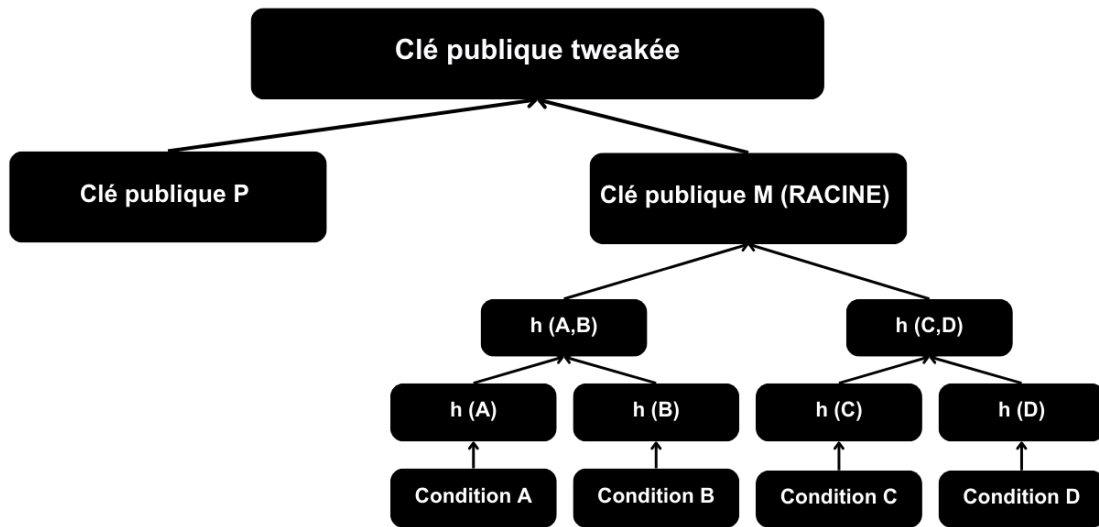 Clé publique tweakée
Clé publique P
Clé publique M (RACINE)
h (A,B)
h (C,D)
h (A)
h (B)
h (C)
h (D)
Condition A
Condition B
Condition C
Condition D